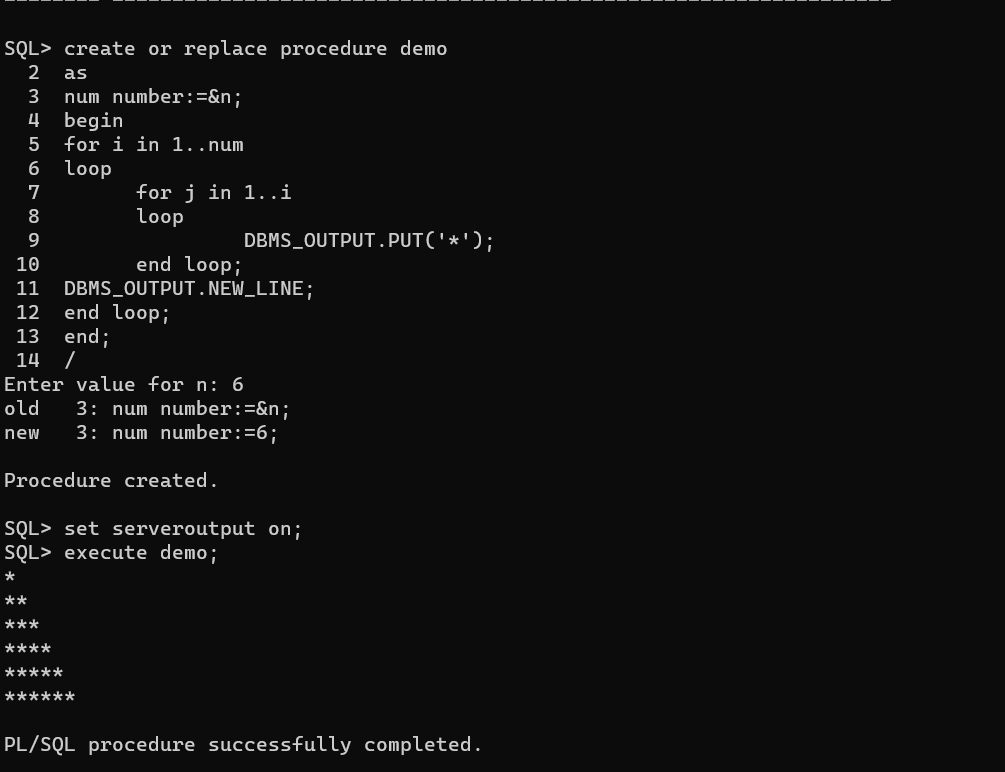 SQL> create or replace procedure demo
  2  as
  3  num number:=&n;
  4  begin
  5  for i in 1..num
  6  loop
  7        for j in 1..i
  8        loop
  9                 DBMS_OUTPUT.PUT('*');
 10        end loop;
 11  DBMS_OUTPUT.NEW_LINE;
 12  end loop;
 13  end;
 14  /
Enter value for n: 6
old   3: num number:=&n;
new   3: num number:=6;

Procedure created.

SQL> set serveroutput on;
SQL> execute demo;
*
**
***
****
*****
******

PL/SQL procedure successfully completed.